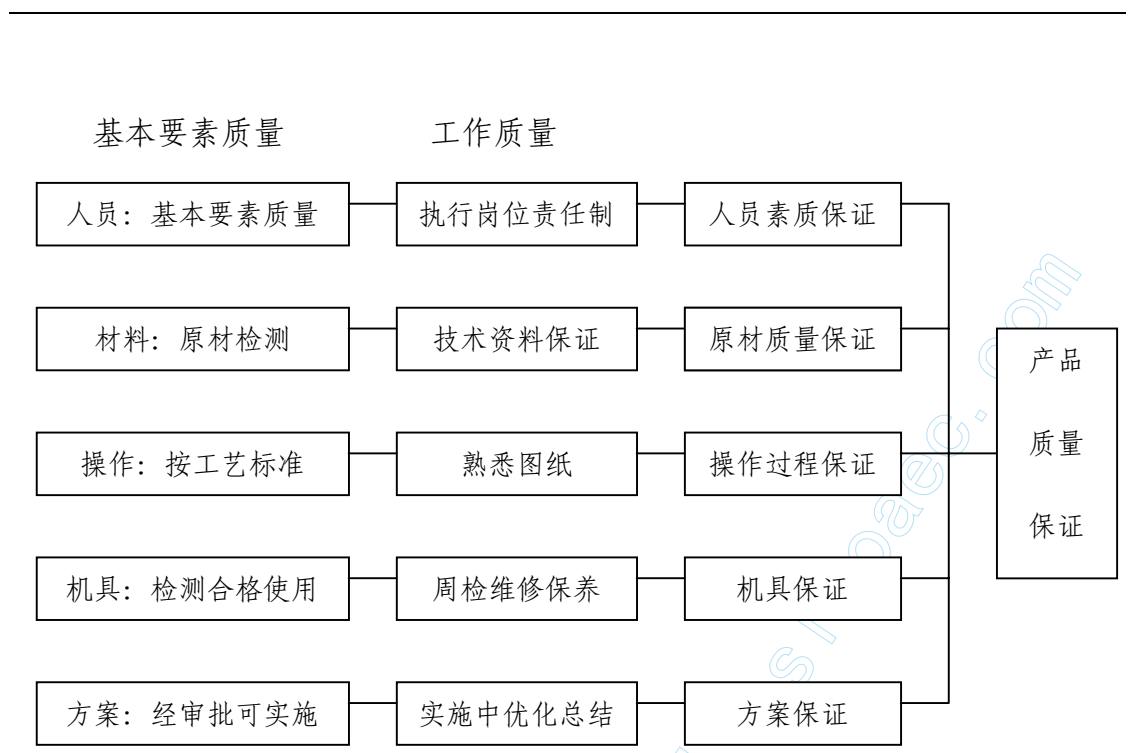 基本要素质量 工作质量
人员：基本要素质量 执行岗位责任制 人员素质保证
材料：原材检测 技术资料保证 原材质量保证
产品
质量
保证
操作：按工艺标准 熟悉图纸 操作过程保证
机具：检测合格使用 周检维修保养 机具保证
方案：经审批可实施 实施中优化总结 方案保证